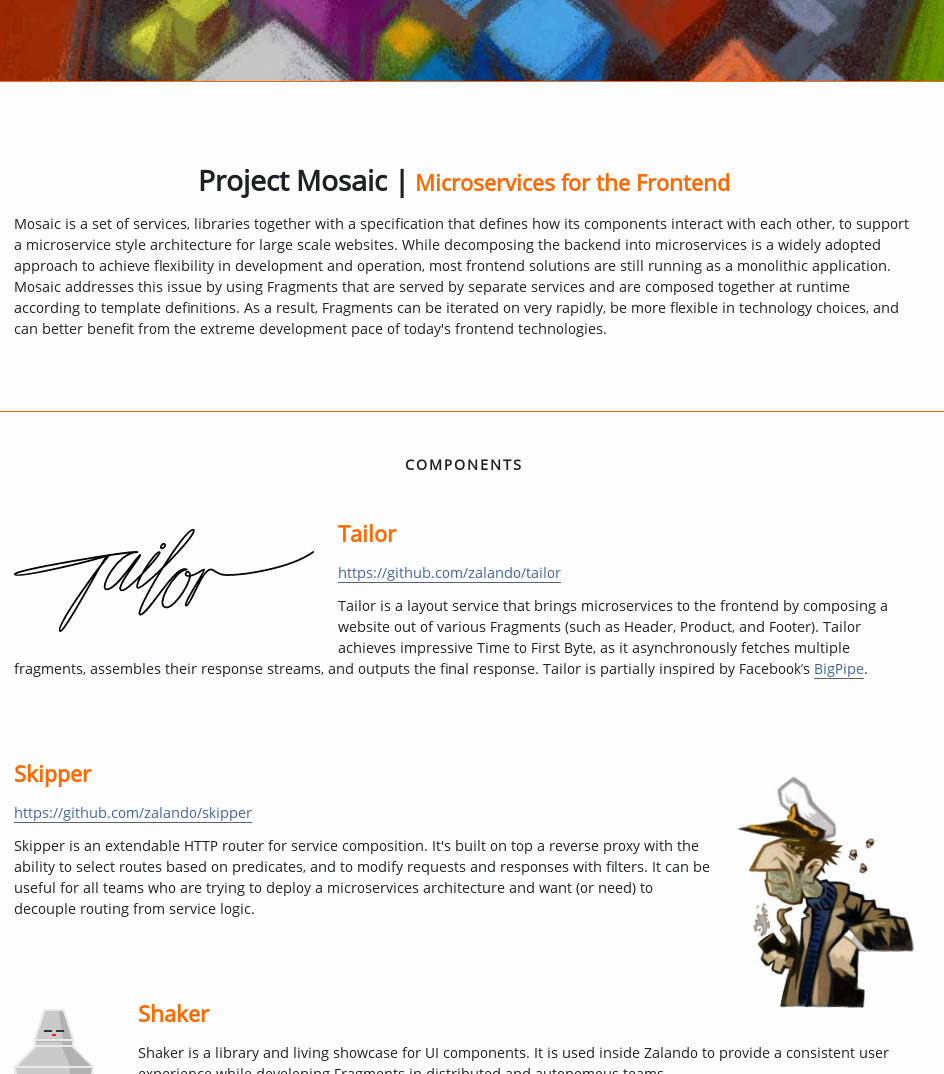 Project Mosaic | Microservices for the Frontend
Mosaic is a set of services, libraries together with a specification that defines how its components interact with each other, to support
a microservice style architecture for large scale websites. While decomposing the backend into microservices is a widely adopted
approach to achieve flexibility in development and operation, most frontend solutions are still running as a monolithic application.
Mosaic addresses this issue by using Fragments that are served by separate services and are composed together at runtime
according to template definitions. As a result, Fragments can be iterated on very rapidly, be more flexible in technology choices, and
can better benefit from the extreme development pace of today's frontend technologies.
COMPONENTS
Tailor
Tailor
https://github.com/zalando/tailor
Tailor is a layout service that brings microservices to the frontend by composing a
website out of various Fragments (such as Header, Product, and Footer). Tailor
achieves impressive Time to First Byte, as it asynchronously fetches multiple
fragments, assembles their response streams, and outputs the final response. Tailor is partially inspired by Facebook’s BigPipe.
Skipper
https://github.com/zalando/skipper
Skipper is an extendable HTTP router for service composition. It's built on top a reverse proxy with the
ability to select routes based on predicates, and to modify requests and responses with filters. It can be
useful for all teams who are trying to deploy a microservices architecture and want (or need) to
decouple routing from service logic.
Shaker
Shaker is a library and living showcase for UI components. It is used inside Zalando to provide a consistent user
experience while developing Fragments in distributed and autonomous teams.